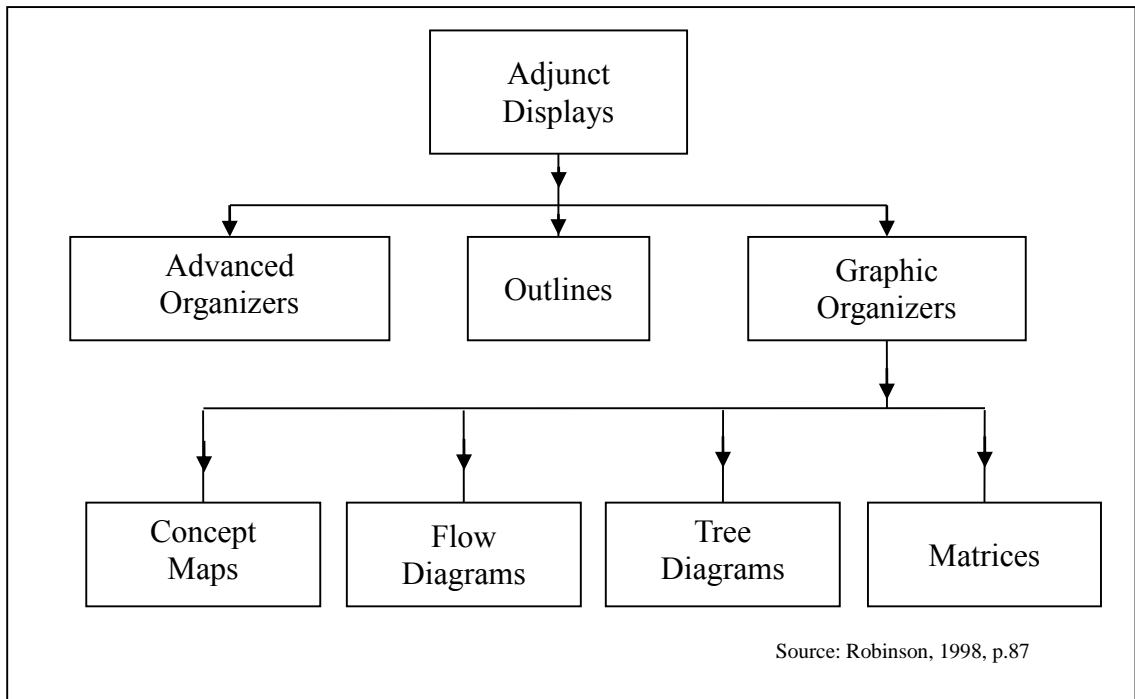 Adjunct
Displays
Advanced
Organizers
Outlines
Graphic
Organizers
Concept
Maps
Flow
Diagrams
Tree
Diagrams
Matrices
Source: Robinson, 1998, p.87